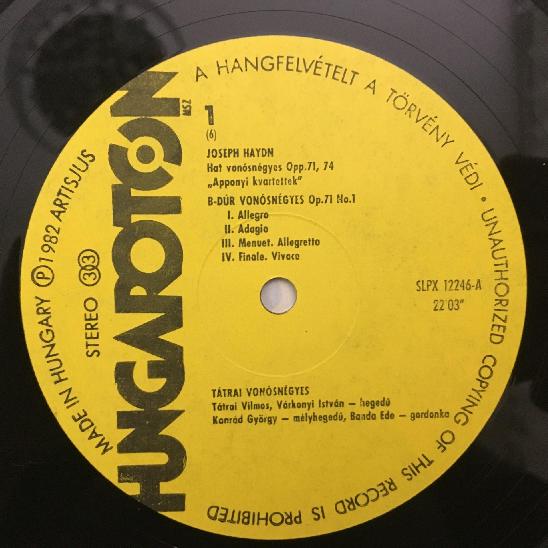 HUNGAROTON
MSZ
1
(6)
JOSEPH HAYDN
Hat vonósnégyes Opp.71, 74
„Apponyi kvartettek”
B-DÚR VONÓSNÉGYES Op.71 No.1
I. Allegro
II. Adagio
III. Menuet. Allegretto
IV. Finale. Vivace
SLPX 12246-A
22'03"
TÁTRAI VONÓSNÉGYES
Tátrai Vilmos, Várkonyi István – hegedű
Konrád György – mélyhegedű, Banda Ede – gordonka
STEREO 33
MADE IN HUNGARY Ⓟ 1982 ARTISJUS
A HANGFELVÉTELT A TÖRVÉNY VÉDI · UNAUTHORIZED COPYING OF THIS RECORD IS PROHIBITED